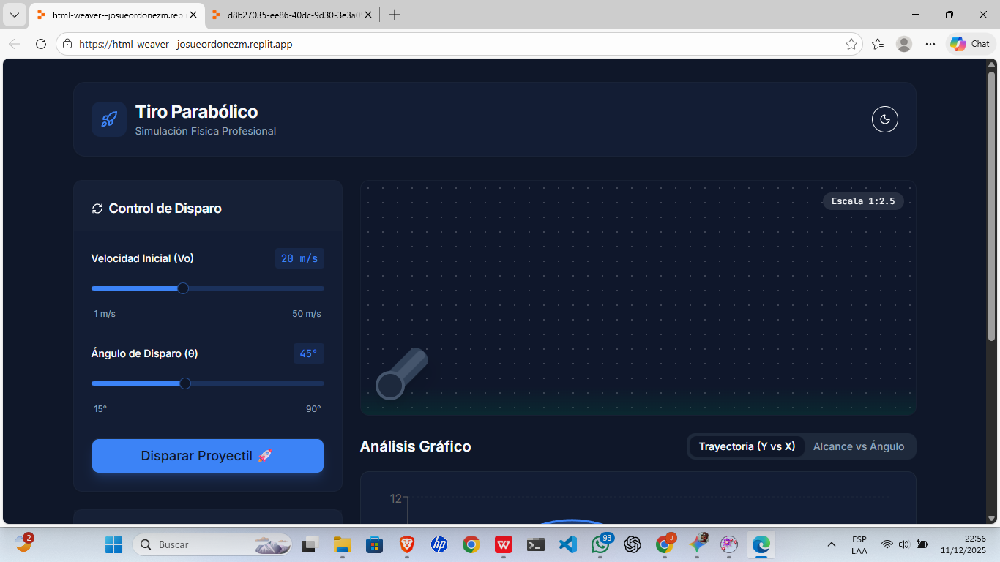 html-weaver--josueordonezm.repl
d8b27035-ee86-40dc-9d30-3e3a0
https://html-weaver--josueordonezm.replit.app
Chat
Tiro Parabólico
Simulación Física Profesional
Control de Disparo
Velocidad Inicial (Vo)
20 m/s
1 m/s
50 m/s
Ángulo de Disparo (θ)
45°
15°
90°
Disparar Proyectil 🚀
Escala 1:2.5
Análisis Gráfico
Trayectoria (Y vs X)
Alcance vs Ángulo
12
2
Buscar
hp
W
93
J
ESP
LAA
22:56
11/12/2025